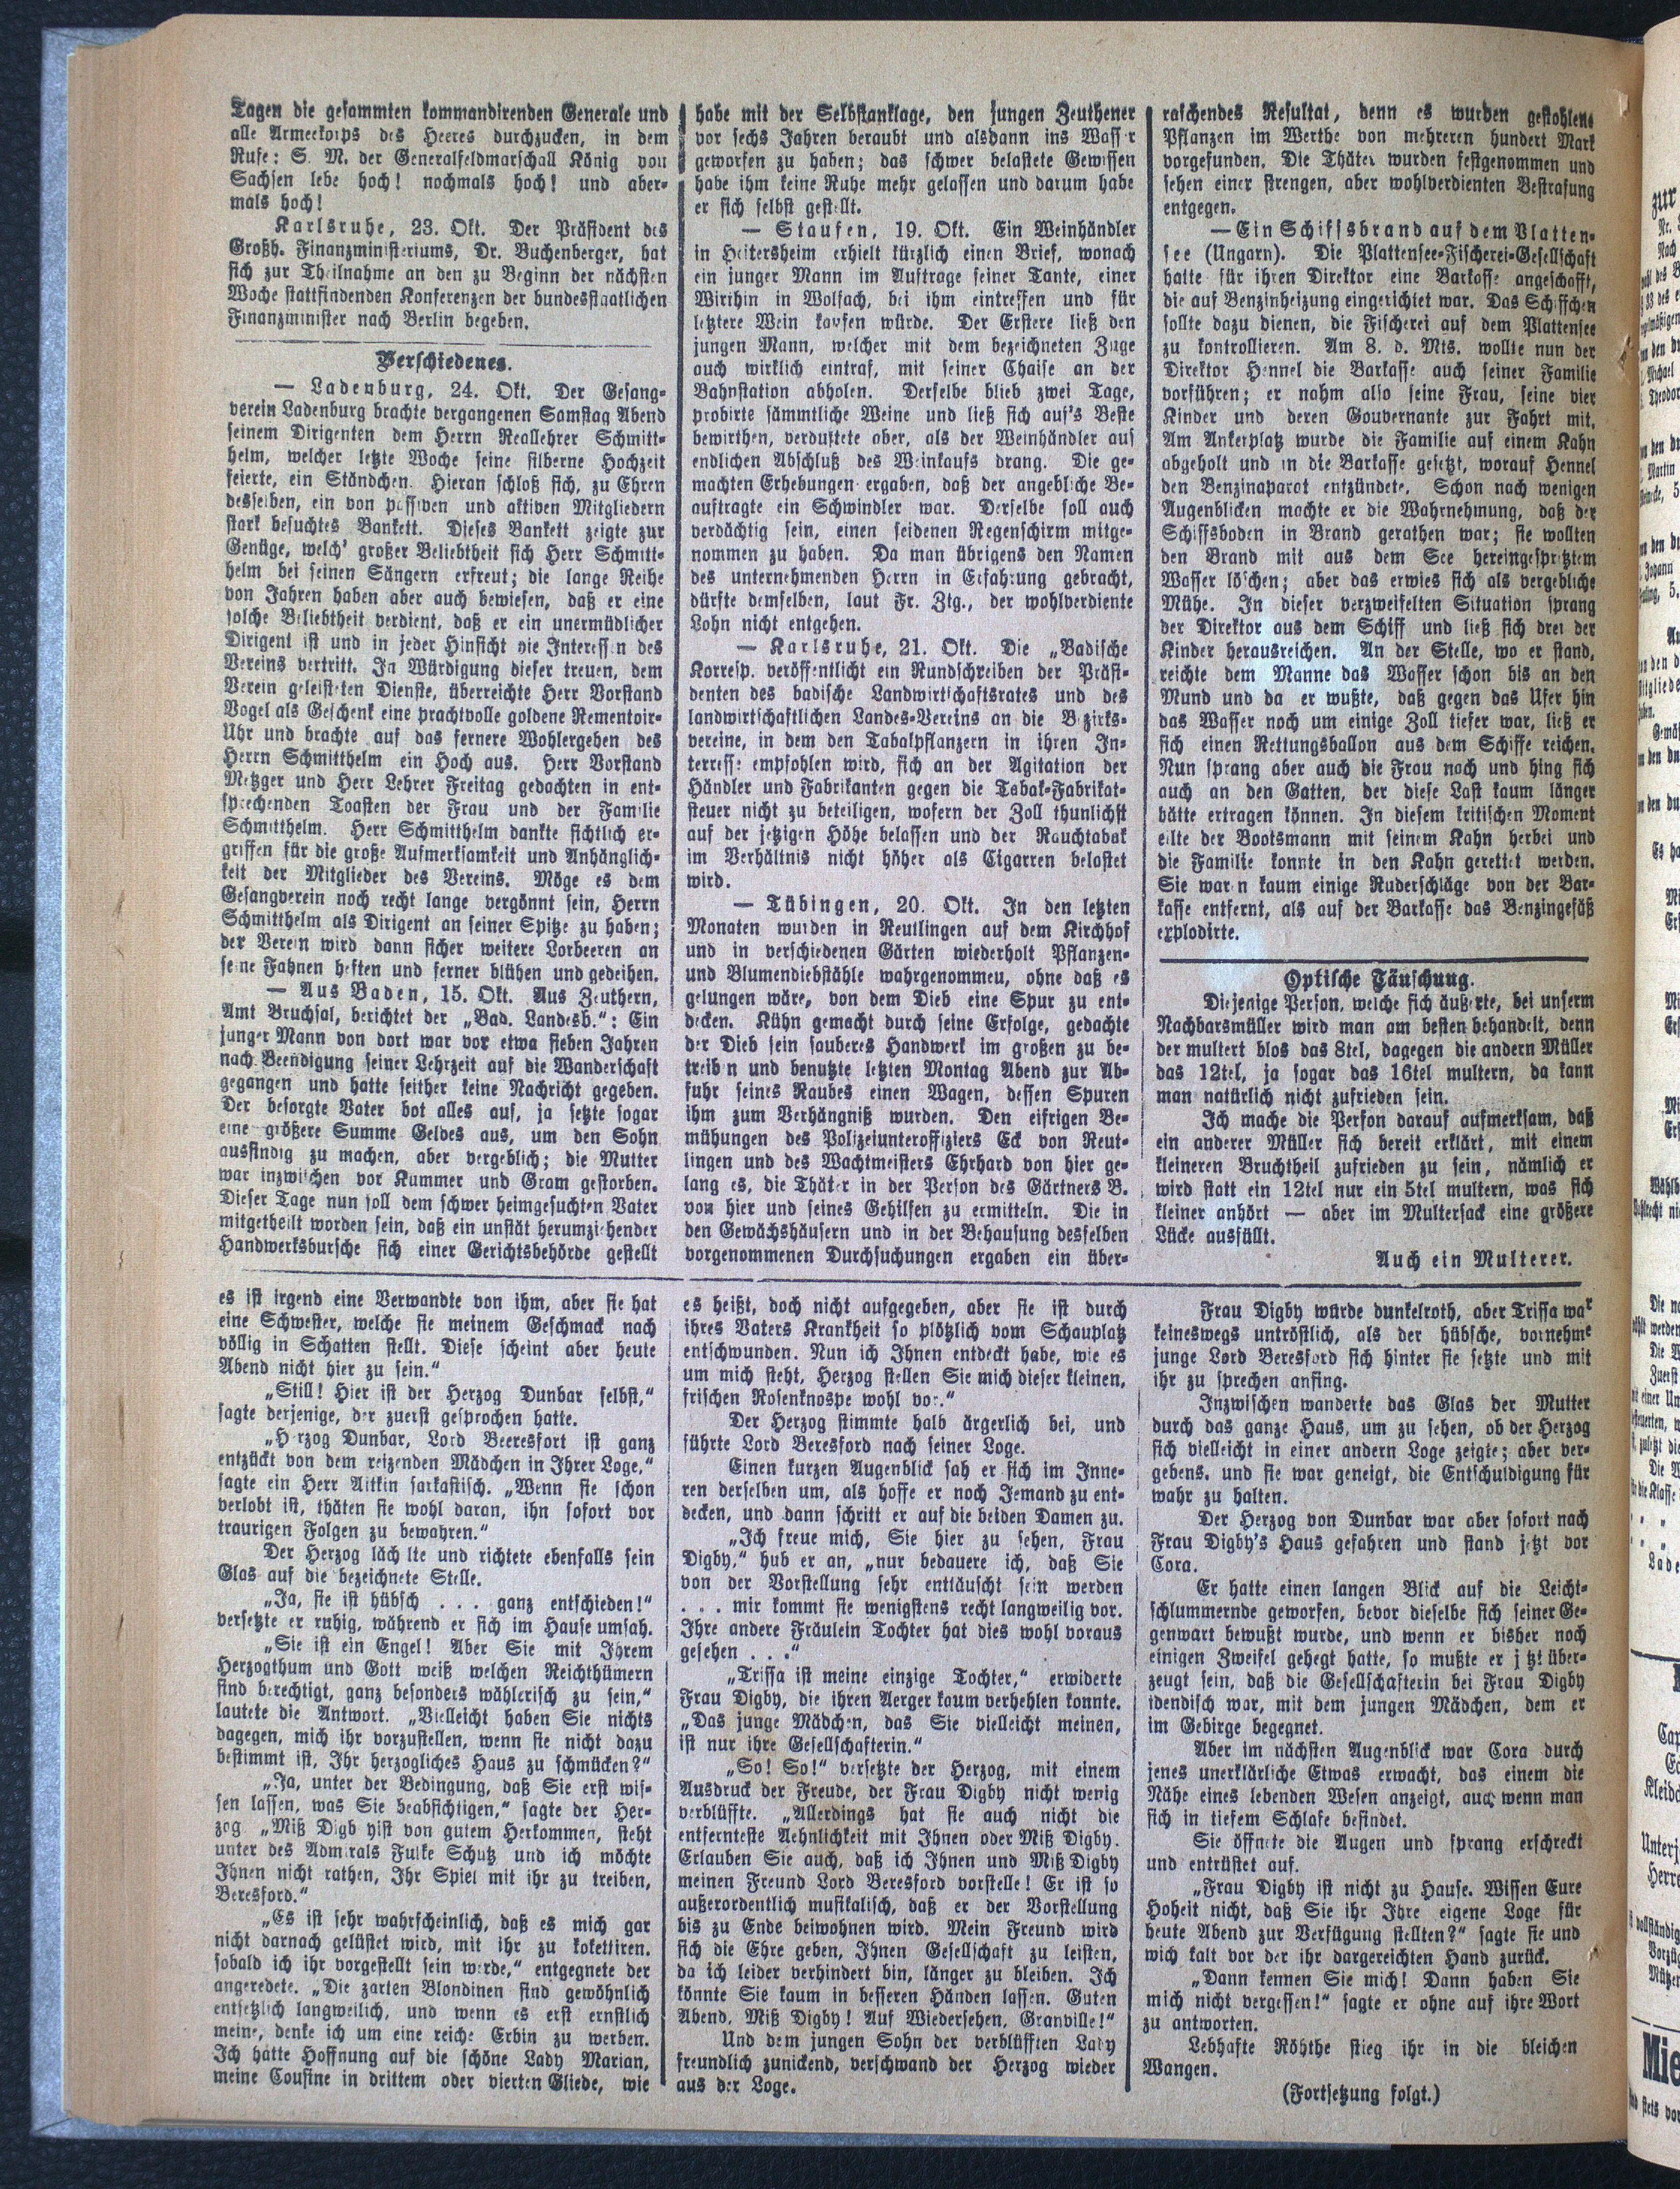 Tagen die gesammten kommandirenden Generale und
alle Armeekorps des Heeres durchzucken, in dem
Rufe: S. M. der Generalfeldmarschall König von
Sachsen lebe hoch! nochmals hoch! und aber-
mals hoch!
Karlsruhe, 23. Okt. Der Präsident des
Großh. Finanzministeriums, Dr. Buchenberger, hat
sich zur Theilnahme an den zu Beginn der nächsten
Woche stattfindenden Konferenzen der bundesstaatlichen
Finanzminister nach Berlin begeben.
Verschiedenes.
— Ladenburg, 24. Okt. Der Gesang-
verein Ladenburg brachte vergangenen Samstag Abend
seinem Dirigenten dem Herrn Reallehrer Schmitt-
helm, welcher letzte Woche seine silberne Hochzeit
feierte, ein Ständchen. Hieran schloß sich, zu Ehren
desselben, ein von passiven und aktiven Mitgliedern
stark besuchtes Bankett. Dieses Bankett zeigte zur
Genüge, welch' großer Beliebtheit sich Herr Schmitt-
helm bei seinen Sängern erfreut; die lange Reihe
von Jahren haben aber auch bewiesen, daß er eine
solche Beliebtheit verdient, daß er ein unermüdlicher
Dirigent ist und in jeder Hinsicht die Interessen des
Vereins vertritt. In Würdigung dieser treuen, dem
Verein geleisteten Dienste, überreichte Herr Vorstand
Vogel als Geschenk eine prachtvolle goldene Rementoir-
Uhr und brachte auf das fernere Wohlergehen des
Herrn Schmitthelm ein Hoch aus. Herr Vorstand
Metzger und Herr Lehrer Freitag gedachten in ent-
sprechenden Toasten der Frau und der Familie
Schmitthelm. Herr Schmitthelm dankte sichtlich er-
griffen für die große Aufmerksamkeit und Anhänglich-
keit der Mitglieder des Vereins. Möge es dem
Gesangverein noch recht lange vergönnt sein, Herrn
Schmitthelm als Dirigent an seiner Spitze zu haben;
der Verein wird dann sicher weitere Lorbeeren an
seine Fahnen heften und ferner blühen und gedeihen.
— Aus Baden, 15. Okt. Aus Zeuthern,
Amt Bruchsal, berichtet der „Bad. Landesb.“: Ein
junger Mann von dort war vor etwa sieben Jahren
nach Beendigung seiner Lehrzeit auf die Wanderschaft
gegangen und hatte seither keine Nachricht gegeben.
Der besorgte Vater bot alles auf, ja setzte sogar
eine größere Summe Geldes aus, um den Sohn
ausfindig zu machen, aber vergeblich; die Mutter
war inzwischen vor Kummer und Gram gestorben.
Dieser Tage nun soll dem schwer heimgesuchten Vater
mitgetheilt worden sein, daß ein unstät herumziehender
Handwerksbursche sich einer Gerichtsbehörde gestellt
habe mit der Selbstanklage, den jungen Zeuthener
vor sechs Jahren beraubt und alsdann ins Wass r
geworfen zu haben; das schwer belastete Gewissen
habe ihm keine Ruhe mehr gelassen und darum habe
er sich selbst gestellt.
— Staufen, 19. Okt. Ein Weinhändler
in Heitersheim erhielt kürzlich einen Brief, wonach
ein junger Mann im Auftrage seiner Tante, einer
Wirthin in Wolfach, bei ihm eintreffen und für
letztere Wein kaufen würde. Der Erstere ließ den
jungen Mann, welcher mit dem bezeichneten Zuge
auch wirklich eintraf, mit seiner Chaise an der
Bahnstation abholen. Derselbe blieb zwei Tage,
probirte sämmtliche Weine und ließ sich auf's Beste
bewirthen, verduftete aber, als der Weinhändler auf
endlichen Abschluß des Weinkaufs drang. Die ge-
machten Erhebungen ergaben, daß der angebliche Be-
auftragte ein Schwindler war. Derselbe soll auch
verdächtig sein, einen seidenen Regenschirm mitge-
nommen zu haben. Da man übrigens den Namen
des unternehmenden Herrn in Erfahrung gebracht,
dürfte demselben, laut Fr. Ztg., der wohlverdiente
Lohn nicht entgehen.
— Karlsruhe, 21. Okt. Die „Badische
Korresp. veröffentlicht ein Rundschreiben der Präsi-
denten des badische Landwirtschaftsrates und des
landwirtschaftlichen Landes-Vereins an die Bezirks-
vereine, in dem den Tabakpflanzern in ihren In-
terresse empfohlen wird, sich an der Agitation der
Händler und Fabrikanten gegen die Tabak-Fabrikat-
steuer nicht zu beteiligen, wofern der Zoll thunlichst
auf der jetzigen Höhe belassen und der Rauchtabak
im Verhältnis nicht höher als Cigarren belastet
wird.
— Tübingen, 20. Okt. In den letzten
Monaten wurden in Reutlingen auf dem Kirchhof
und in verschiedenen Gärten wiederholt Pflanzen-
und Blumendiebstähle wahrgenommeu, ohne daß es
gelungen wäre, von dem Dieb eine Spur zu ent-
decken. Kühn gemacht durch seine Erfolge, gedachte
der Dieb sein sauberes Handwerk im großen zu be-
treib n und benutzte letzten Montag Abend zur Ab-
fuhr seines Raubes einen Wagen, dessen Spuren
ihm zum Verhängniß wurden. Den eifrigen Be-
mühungen des Polizeiunteroffiziers Eck von Reut-
lingen und des Wachtmeisters Ehrhard von hier ge-
lang es, die Thäter in der Person des Gärtners B.
von hier und seines Gehilfen zu ermitteln. Die in
den Gewächshäusern und in der Behausung desselben
vorgenommenen Durchsuchungen ergaben ein über-
raschendes Resultat, denn es wurden gestohlene
Pflanzen im Werthe von mehreren hundert Mark
vorgefunden. Die Thäter wurden festgenommen und
sehen einer strengen, aber wohlverdienten Bestrafung
entgegen.
— Ein Schiffsbrand auf dem Platten-
see (Ungarn). Die Plattensee-Fischerei-Gesellschaft
hatte für ihren Direktor eine Barkasse angeschafft,
die auf Benzinheizung eingerichtet war. Das Schiffchen
sollte dazu dienen, die Fischerei auf dem Plattensee
zu kontrollieren. Am 8. d. Mts. wollte nun der
Direktor Hennel die Barkasse auch seiner Familie
vorführen; er nahm also seine Frau, seine vier
Kinder und deren Gouvernante zur Fahrt mit.
Am Ankerplatz wurde die Familie auf einem Kahn
abgeholt und in die Barkasse gesetzt, worauf Hennel
den Benzinaparat entzündete. Schon nach wenigen
Augenblicken machte er die Wahrnehmung, daß der
Schiffsboden in Brand gerathen war; sie wollten
den Brand mit aus dem See hereingespritztem
Wasser löschen; aber das erwies sich als vergebliche
Mühe. In dieser verzweifelten Situation sprang
der Direktor aus dem Schiff und ließ sich drei der
Kinder herausreichen. An der Stelle, wo er stand,
reichte dem Manne das Wasser schon bis an den
Mund und da er wußte, daß gegen das Ufer hin
das Wasser noch um einige Zoll tiefer war, ließ er
sich einen Rettungsballon aus dem Schiffe reichen.
Nun sprang aber auch die Frau nach und hing sich
auch an den Gatten, der diese Last kaum länger
hätte ertragen können. In diesem kritischen Moment
eilte der Bootsmann mit seinem Kahn herbei und
die Familie konnte in den Kahn gerettet werden.
Sie war n kaum einige Ruderschläge von der Bar-
kasse entfernt, als auf der Barkasse das Benzingefäß
explodirte.
Optische Täuschung.
Diejenige Person, welche sich äußerte, bei unserm
Nachbarsmüller wird man am besten behandelt, denn
der multert blos das 8tel, dagegen die andern Müller
das 12tel, ja sogar das 16tel multern, da kann
man natürlich nicht zufrieden sein.
Ich mache die Person darauf aufmerksam, daß
ein anderer Müller sich bereit erklärt, mit einem
kleineren Bruchtheil zufrieden zu sein, nämlich er
wird statt ein 12tel nur ein 5tel multern, was sich
kleiner anhört — aber im Multersack eine größere
Lücke ausfüllt.
Auch ein Multerer.
es ist irgend eine Verwandte von ihm, aber sie hat
eine Schwester, welche sie meinem Geschmack nach
völlig in Schatten stellt. Diese scheint aber heute
Abend nicht hier zu sein.“
„Still! Hier ist der Herzog Dunbar selbst,“
sagte derjenige, der zuerst gesprochen hatte.
„H rzog Dunbar, Lord Beeresfort ist ganz
entzückt von dem reizenden Mädchen in Ihrer Loge,“
sagte ein Herr Aitkin sarkastisch. „Wenn sie schon
verlobt ist, thäten sie wohl daran, ihn sofort vor
traurigen Folgen zu bewahren.“
Der Herzog läch lte und richtete ebenfalls sein
Glas auf die bezeichnete Stelle.
„Ja, sie ist hübsch . . . ganz entschieden!“
versetzte er ruhig, während er sich im Hause umsah.
„Sie ist ein Engel! Aber Sie mit Ihrem
Herzogthum und Gott weiß welchen Reichthümern
sind berechtigt, ganz besonders wählerisch zu sein,“
lautete die Antwort. „Vielleicht haben Sie nichts
dagegen, mich ihr vorzustellen, wenn sie nicht dazu
bestimmt ist, Ihr herzogliches Haus zu schmücken?“
„Ja, unter der Bedingung, daß Sie erst wis-
sen lassen, was Sie beabsichtigen,“ sagte der Her-
zog. „Miß Digb yist von gutem Herkommen, steht
unter des Admirals Fulke Schutz und ich möchte
Ihnen nicht rathen, Ihr Spiel mit ihr zu treiben,
Beresford.“
„Es ist sehr wahrscheinlich, daß es mich gar
nicht darnach gelüstet wird, mit ihr zu kokettiren.
sobald ich ihr vorgestellt sein werde,“ entgegnete der
angeredete. „Die zarten Blondinen sind gewöhnlich
entsetzlich langweilig, und wenn es erst ernstlich
meine, denke ich um eine reiche Erbin zu werben.
Ich hatte Hoffnung auf die schöne Lady Marian,
meine Cousine in drittem oder vierten Gliede, wie
es heißt, doch nicht aufgegeben, aber sie ist durch
ihres Vaters Krankheit so plötzlich vom Schauplatz
entschwunden. Nun ich Ihnen entdeckt habe, wie es
um mich steht, Herzog stellen Sie mich dieser kleinen,
frischen Rosenknospe wohl vor.“
Der Herzog stimmte halb ärgerlich bei, und
führte Lord Beresford nach seiner Loge.
Einen kurzen Augenblick sah er sich im Inne-
ren derselben um, als hoffe er noch Jemand zu ent-
decken, und dann schritt er auf die beiden Damen zu.
„Ich freue mich, Sie hier zu sehen, Frau
Digby,“ hub er an, „nur bedauere ich, daß Sie
von der Vorstellung sehr entläuscht sein werden
. . . mir kommt sie wenigstens recht langweilig vor.
Ihre andere Fräulein Tochter hat dies wohl voraus
gesehen . . .“
„Trissa ist meine einzige Tochter,“ erwiderte
Frau Digby, die ihren Aerger kaum verhehlen konnte.
„Das junge Mädchen, das Sie vielleicht meinen,
ist nur ihre Gesellschafterin.“
„So! So!“ versetzte der Herzog, mit einem
Ausdruck der Freude, der Frau Digby nicht wenig
verblüffte. „Allerdings hat sie auch nicht die
entfernteste Aehnlichkeit mit Ihnen oder Miß Digby.
Erlauben Sie auch, daß ich Ihnen und Miß Digby
meinen Freund Lord Beresford vorstelle! Er ist so
außerordentlich musikalisch, daß er der Vorstellung
bis zu Ende beiwohnen wird. Mein Freund wird
sich die Ehre geben, Ihnen Gesellschaft zu leisten,
da ich leider verhindert bin, länger zu bleiben. Ich
könnte Sie kaum in besseren Händen lassen. Guten
Abend, Miß Digby! Auf Wiedersehen, Granville!“
Und dem jungen Sohn der verblüfften Lady
freundlich zunickend, verschwand der Herzog wieder
aus der Loge.
Frau Digby würde dunkelroth, aber Trissa war
keineswegs untröstlich, als der hübsche, vornehme
junge Lord Beresford sich hinter sie setzte und mit
ihr zu sprechen anfing.
Inzwischen wanderte das Glas der Mutter
durch das ganze Haus, um zu sehen, ob der Herzog
sich vielleicht in einer andern Loge zeigte; aber ver-
gebens. und sie war geneigt, die Entschuldigung für
wahr zu halten.
Der Herzog von Dunbar war aber sofort nach
Frau Digby's Haus gefahren und stand jetzt vor
Cora.
Er hatte einen langen Blick auf die Leicht-
schlummernde geworfen, bevor dieselbe sich seiner Ge-
genwart bewußt wurde, und wenn er bisher noch
einigen Zweifel gehegt hatte, so mußte er j tzt über-
zeugt sein, daß die Gesellschafterin bei Frau Digby
idendisch war, mit dem jungen Mädchen, dem er
im Gebirge begegnet.
Aber im nächsten Augenblick war Cora durch
jenes unerklärliche Etwas erwacht, das einem die
Nähe eines lebenden Wesen anzeigt, auch wenn man
sich in tiefem Schlafe befindet.
Sie öffnete die Augen und sprang erschreckt
und entrüstet auf.
„Frau Digby ist nicht zu Hause. Wissen Eure
Hoheit nicht, daß Sie ihr Ihre eigene Loge für
heute Abend zur Verfügung stellten?“ sagte sie und
wich kalt vor der ihr dargereichten Hand zurück.
„Dann kennen Sie mich! Dann haben Sie
mich nicht vergessen!“ sagte er ohne auf ihre Wort
zu antworten.
Lebhafte Röhthe stieg ihr in die bleichen
Wangen.
(Fortsetzung folgt.)